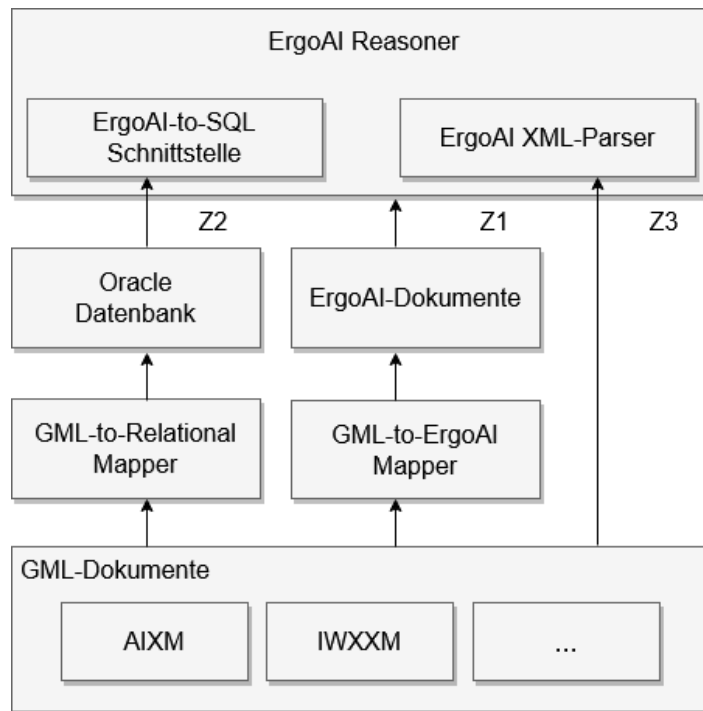 ErgoAI Reasoner
ErgoAI-to-SQL
Schnittstelle
ErgoAI XML-Parser
Z2
Z1
Z3
Oracle
Datenbank
ErgoAI-Dokumente
GML-to-Relational
Mapper
GML-to-ErgoAI
Mapper
GML-Dokumente
AIXM
IWXXM
...